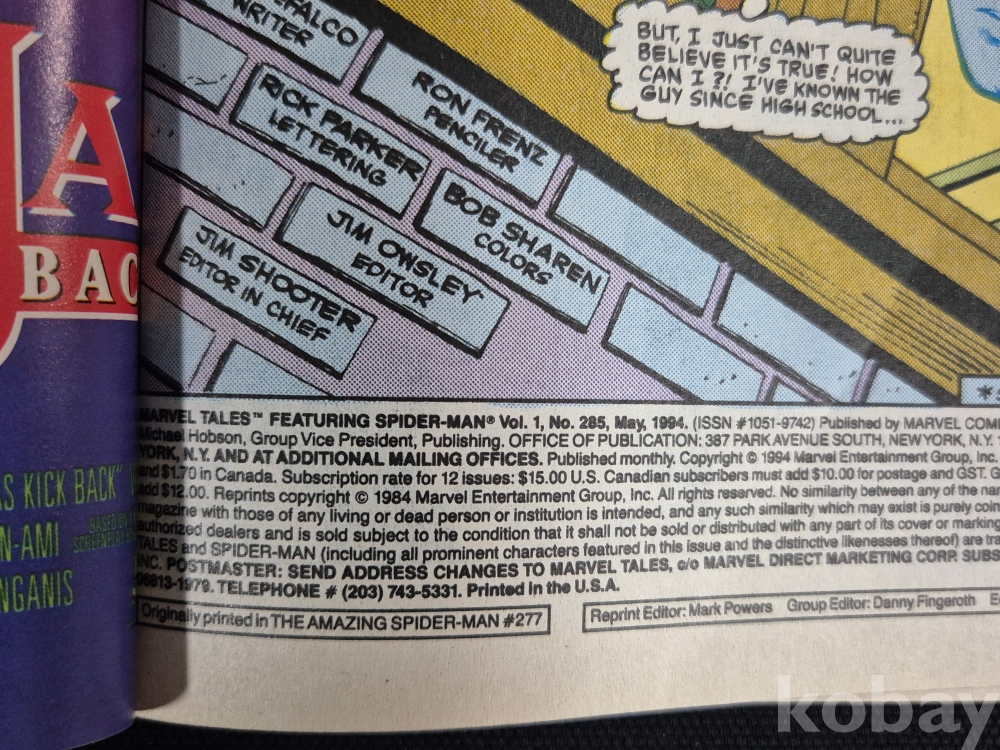 WRITER
RON FRENZ
PENCILER
RICK PARKER
LETTERING
BOB SHAREN
COLORS
JIM OWSLEY
EDITOR
JIM SHOOTER
EDITOR IN CHIEF
BUT, I JUST CAN'T QUITE
BELIEVE IT'S TRUE! HOW
CAN I?! I'VE KNOWN THE
GUY SINCE HIGH SCHOOL...
BAC
AS KICK BACK"
N-AMI
BASED
SCREENPLAY
NGANIS
MARVEL TALES™ FEATURING SPIDER-MAN® Vol. 1, No. 285, May, 1994. (ISSN #1051-9742) Published by MARVEL COMI
Michael Hobson, Group Vice President, Publishing. OFFICE OF PUBLICATION: 387 PARK AVENUE SOUTH, NEW YORK, N.Y.
YORK, N.Y. AND AT ADDITIONAL MAILING OFFICES. Published monthly. Copyright © 1994 Marvel Entertainment Group, Inc.
and $1.70 in Canada. Subscription rate for 12 issues: $15.00 U.S. Canadian subscribers must add $10.00 for postage and GST.
add $12.00. Reprints copyright © 1984 Marvel Entertainment Group, Inc. All rights reserved. No similarity between any of the nam
magazine with those of any living or dead person or institution is intended, and any such similarity which may exist is purely coin
authorized dealers and is sold subject to the condition that it shall not be sold or distributed with any part of its cover or marking
TALES and SPIDER-MAN (including all prominent characters featured in this issue and the distinctive likenesses thereof) are tra
INC. POSTMASTER: SEND ADDRESS CHANGES TO MARVEL TALES, c/o MARVEL DIRECT MARKETING CORP. SUBS
06813-1979. TELEPHONE # (203) 743-5331. Printed in the U.S.A.
Originally printed in THE AMAZING SPIDER-MAN #277
Reprint Editor: Mark Powers Group Editor: Danny Fingeroth
kobay